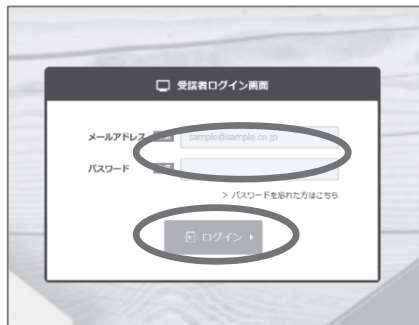 受講者ログイン画面
メールアドレス
sample@sample.co.jp
パスワード
> パスワードを忘れた方はこちら
ログイン